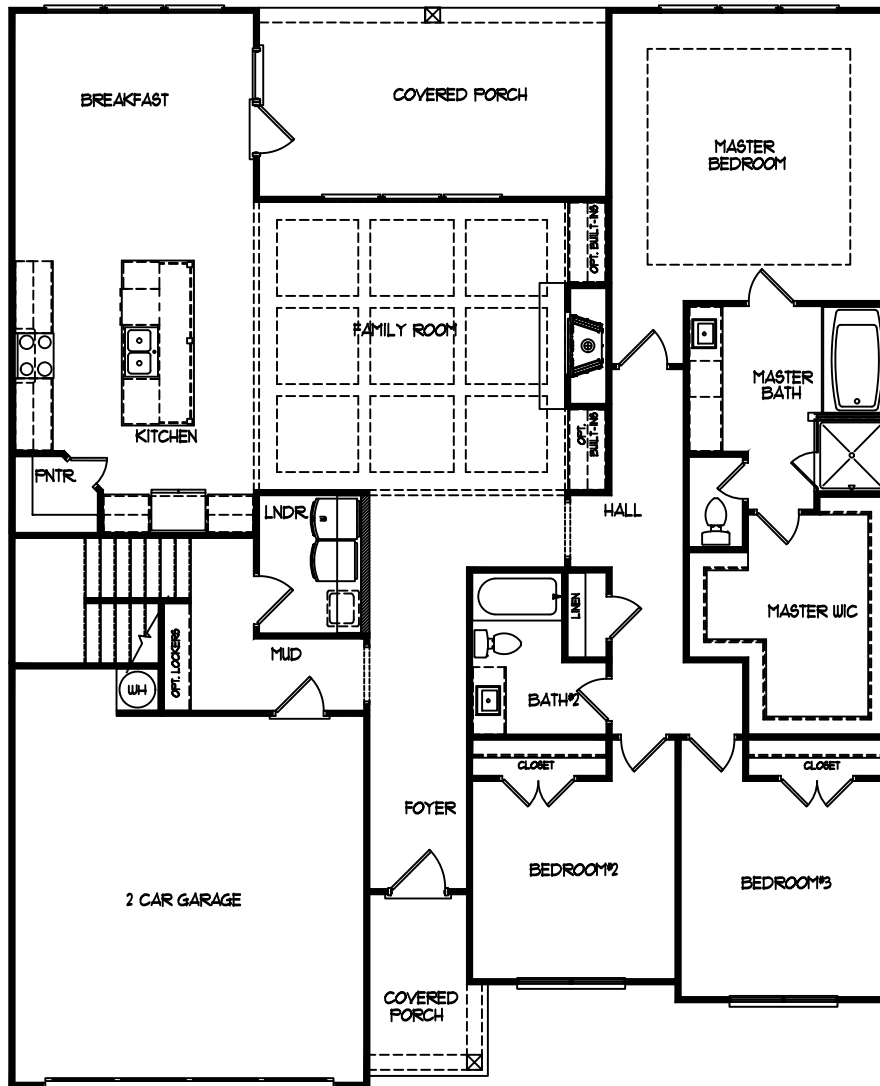 BREAKFAST
COVERED PORCH
MASTER
BEDROOM
OPT. BUILT-INS
FAMILY ROOM
MASTER
BATH
KITCHEN
OPT.
BUILT-INS
PNTR
LNDR
HALL
LINEN
MASTER WIC
MUD
OPT. LOCKERS
WH
BATH#2
CLOSET
CLOSET
FOYER
BEDROOM#2
BEDROOM#3
2 CAR GARAGE
COVERED
PORCH